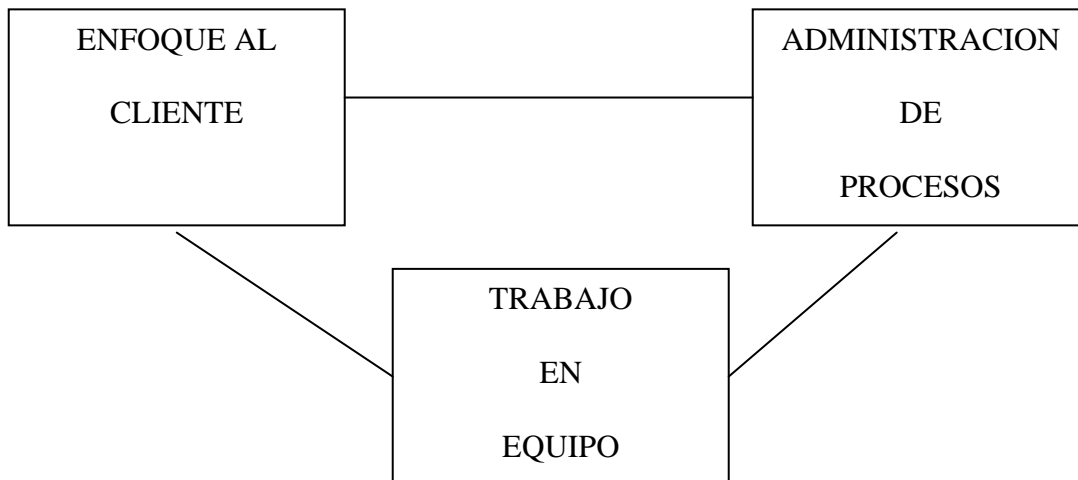 ENFOQUE AL
CLIENTE
ADMINISTRACION
DE
PROCESOS
TRABAJO
EN
EQUIPO